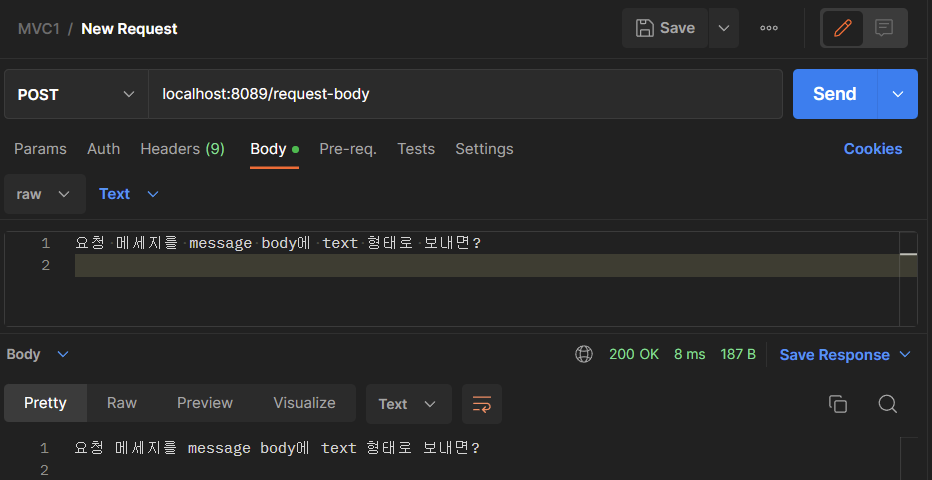 MVC1 / New Request Save
POST localhost:8089/request-body Send
Params Auth Headers (9) Body Pre-req. Tests Settings Cookies
raw Text
1 요청 메세지를 message body에 text 형태로 보내면?
2
Body 200 OK 8 ms 187 B Save Response
Pretty Raw Preview Visualize Text
1 요청 메세지를 message body에 text 형태로 보내면?
2